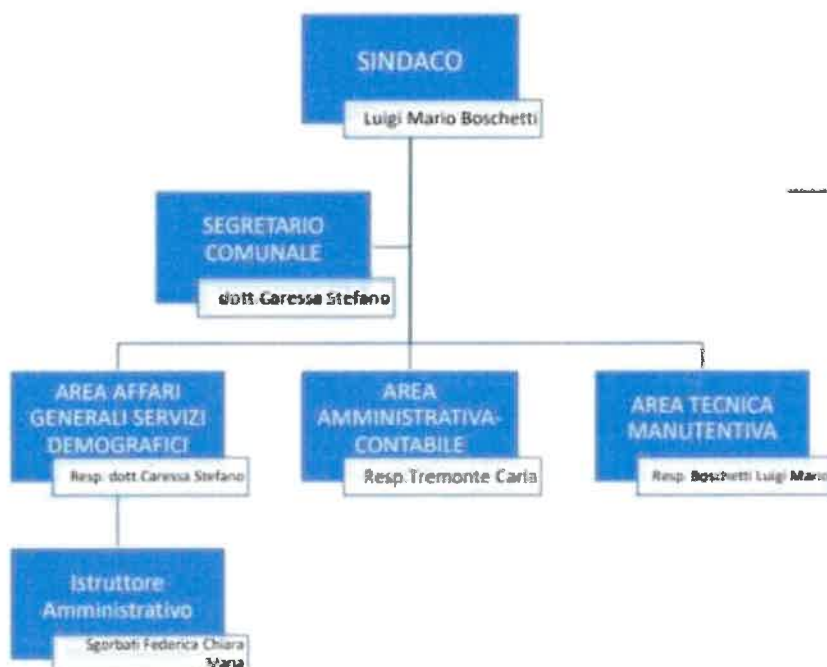 SINDACO
Luigi Mario Boschetti
SEGRETARIO
COMUNALE
dott Caressa Stefano
AREA AFFARI
GENERALI SERVIZI
DEMOGRAFICI
Resp. dott Caressa Stefano
AREA
AMMINISTRATIVA-
CONTABILE
Resp.Tremonte Carla
AREA TECNICA
MANUTENTIVA
Resp. Boschetti Luigi Mario
Istruttore
Amministrativo
Sgorbati Federica Chiara
Maria